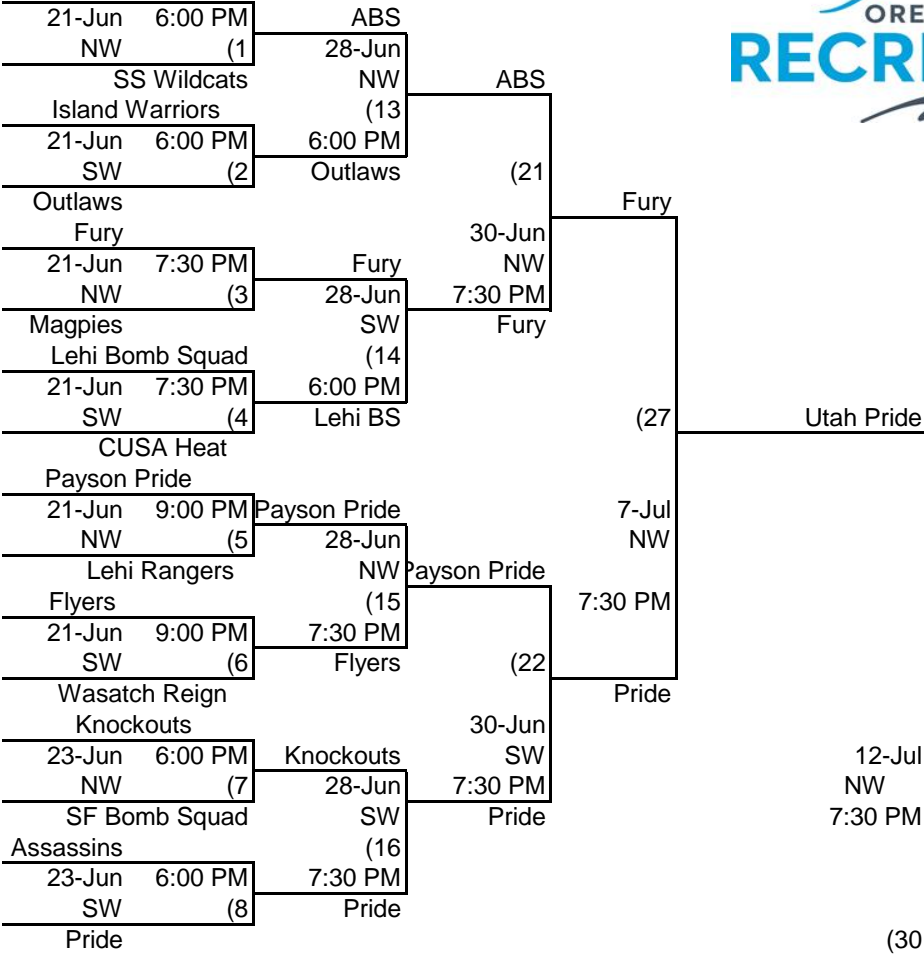 21-Jun 6:00 PM ABS
ORE
NW (1 28-Jun
RECRE
SS Wildcats NW ABS
Island Warriors (13
21-Jun 6:00 PM 6:00 PM
SW (2 Outlaws (21
Outlaws Fury
Fury 30-Jun
21-Jun 7:30 PM Fury NW
NW (3 28-Jun 7:30 PM
Magpies SW Fury
Lehi Bomb Squad (14
21-Jun 7:30 PM 6:00 PM
SW (4 Lehi BS (27 Utah Pride
CUSA Heat
Payson Pride
21-Jun 9:00 PM Payson Pride 7-Jul
NW (5 28-Jun NW
Lehi Rangers NW Payson Pride
Flyers (15 7:30 PM
21-Jun 9:00 PM 7:30 PM
SW (6 Flyers (22
Wasatch Reign Pride
Knockouts 30-Jun
23-Jun 6:00 PM Knockouts SW 12-Jul
NW (7 28-Jun 7:30 PM NW
SF Bomb Squad SW Pride 7:30 PM
Assassins (16
23-Jun 6:00 PM 7:30 PM
SW (8 Pride
Pride (30